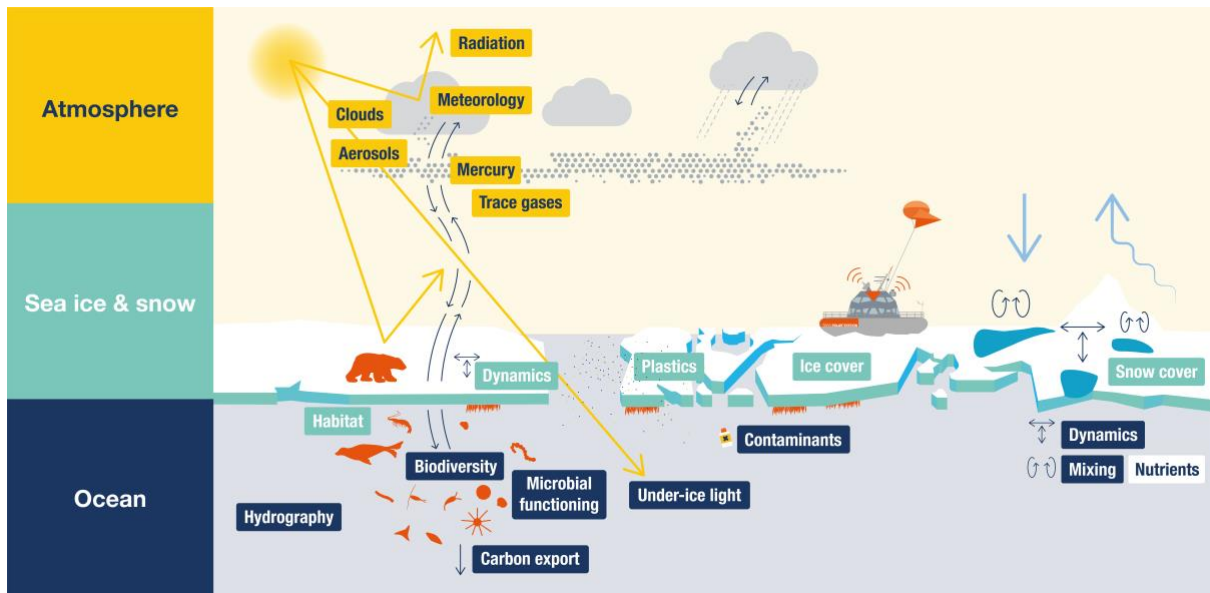 Atmosphere
Radiation
Meteorology
Clouds
Aerosols
Mercury
Trace gases
Sea ice & snow
Dynamics
Plastics
Ice cover
Snow cover
Habitat
Ocean
Contaminants
Dynamics
Biodiversity
Mixing
Nutrients
Microbial
functioning
Under-ice light
Hydrography
Carbon export